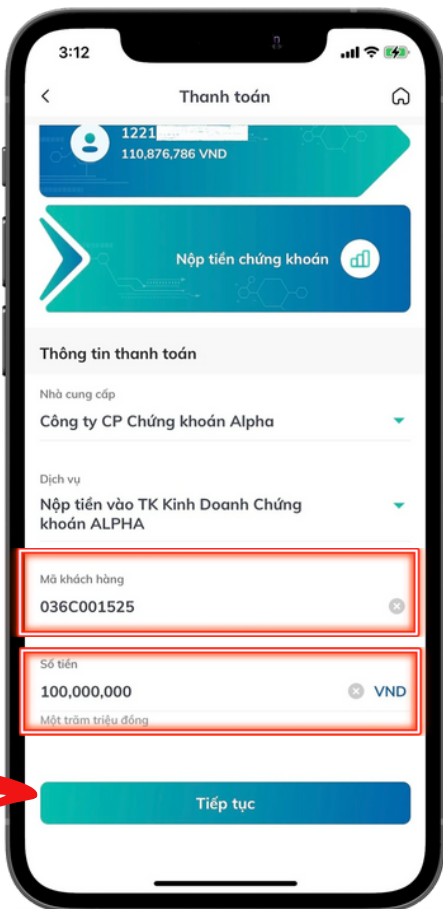 3:12
Thanh toán
1221
110,876,786 VND
Nộp tiền chứng khoán
Thông tin thanh toán
Nhà cung cấp
Công ty CP Chứng khoán Alpha
Dịch vụ
Nộp tiền vào TK Kinh Doanh Chứng
khoán ALPHA
Mã khách hàng
036C001525
Số tiền
100,000,000 VND
Một trăm triệu đồng
Tiếp tục